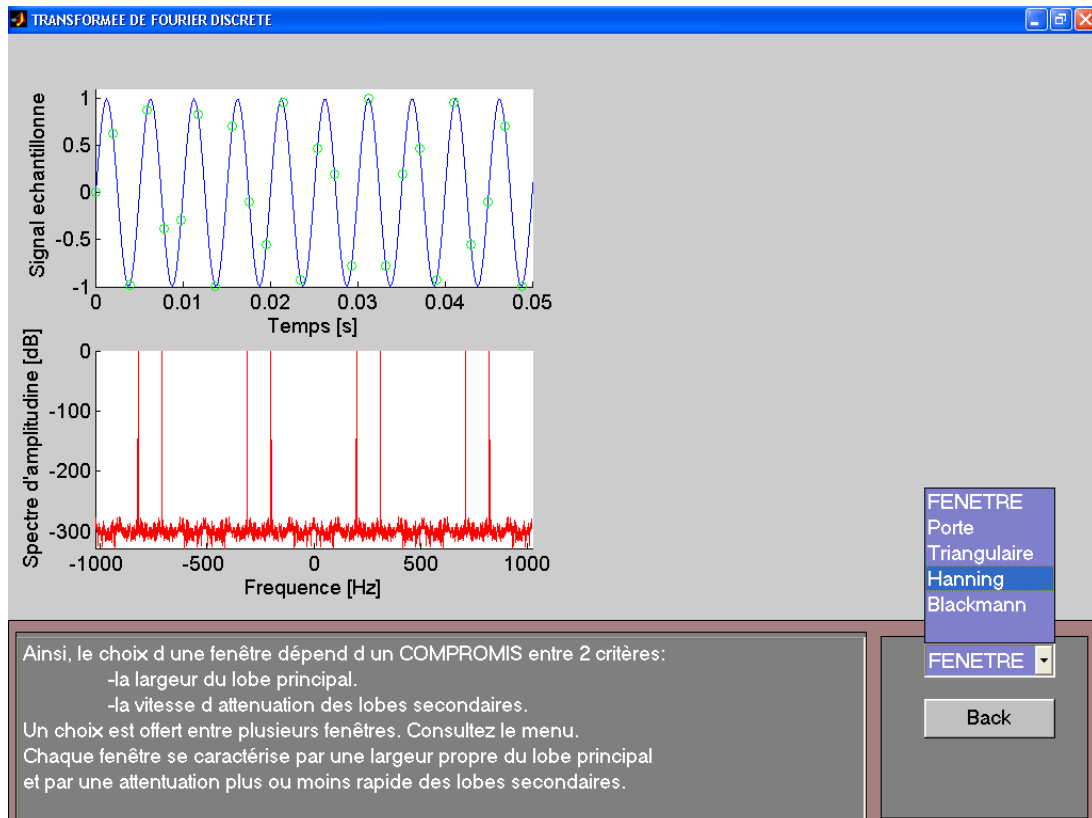 TRANSFORMEE DE FOURIER DISCRETE
Signal echantillonne
1
0.5
0
-0.5
-1
0
0.01
0.02
0.03
0.04
0.05
Temps [s]
Spectre d'amplitudine [dB]
0
-100
-200
-300
-1000
-500
0
500
1000
Frequence [Hz]
FENETRE
Porte
Triangulaire
Hanning
Blackmann
FENETRE
Back
Ainsi, le choix d une fenêtre dépend d un COMPROMIS entre 2 critères:
-la largeur du lobe principal.
-la vitesse d attenuation des lobes secondaires.
Un choix est offert entre plusieurs fenêtres. Consultez le menu.
Chaque fenêtre se caractérise par une largeur propre du lobe principal
et par une attentuation plus ou moins rapide des lobes secondaires.